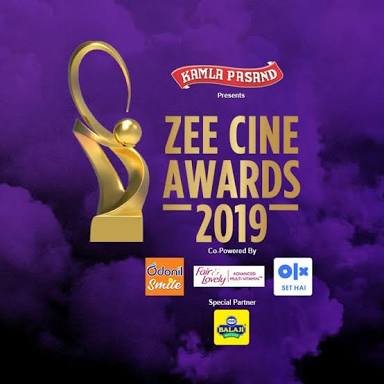 KAMLA PASAND
Presents
ZEE CINE
AWARDS
2019
Co-Powered By
Odonil
Smile
Fair & Lovely
ADVANCED
MULTI VITAMIN™
olx
SET HAI
Special Partner
BALAJI